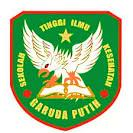 SEKOLAH TINGGI ILMU KESEHATAN
GARUDA PUTIH